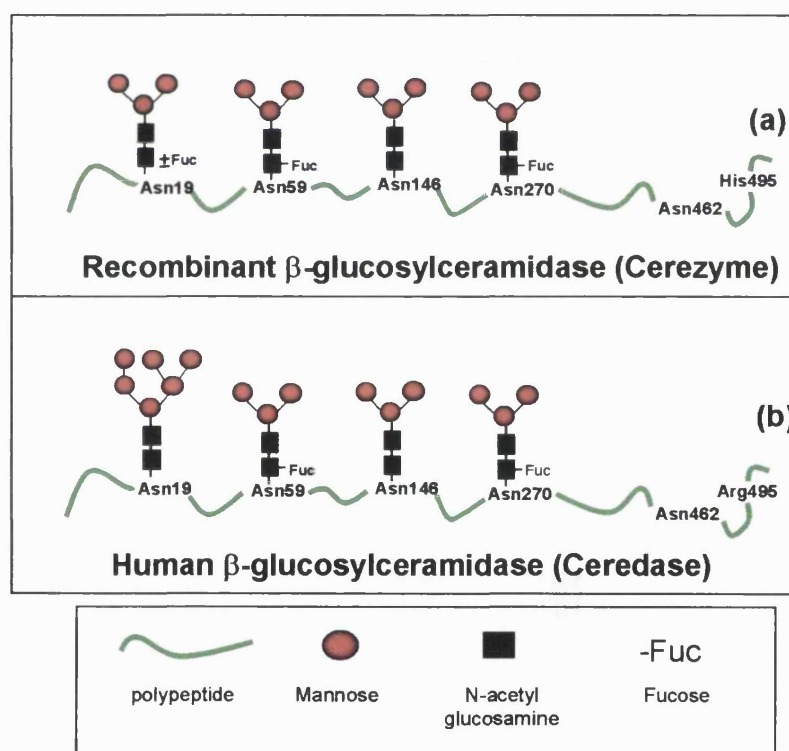 (a)
±Fuc
Fuc
Fuc
Asn19
Asn59
Asn146
Asn270
Asn462
His495
Recombinant β-glucosylceramidase (Cerezyme)
(b)
Fuc
Fuc
Asn19
Asn59
Asn146
Asn270
Asn462
Arg495
Human β-glucosylceramidase (Ceredase)
-Fuc
polypeptide
Mannose
N-acetyl
glucosamine
Fucose